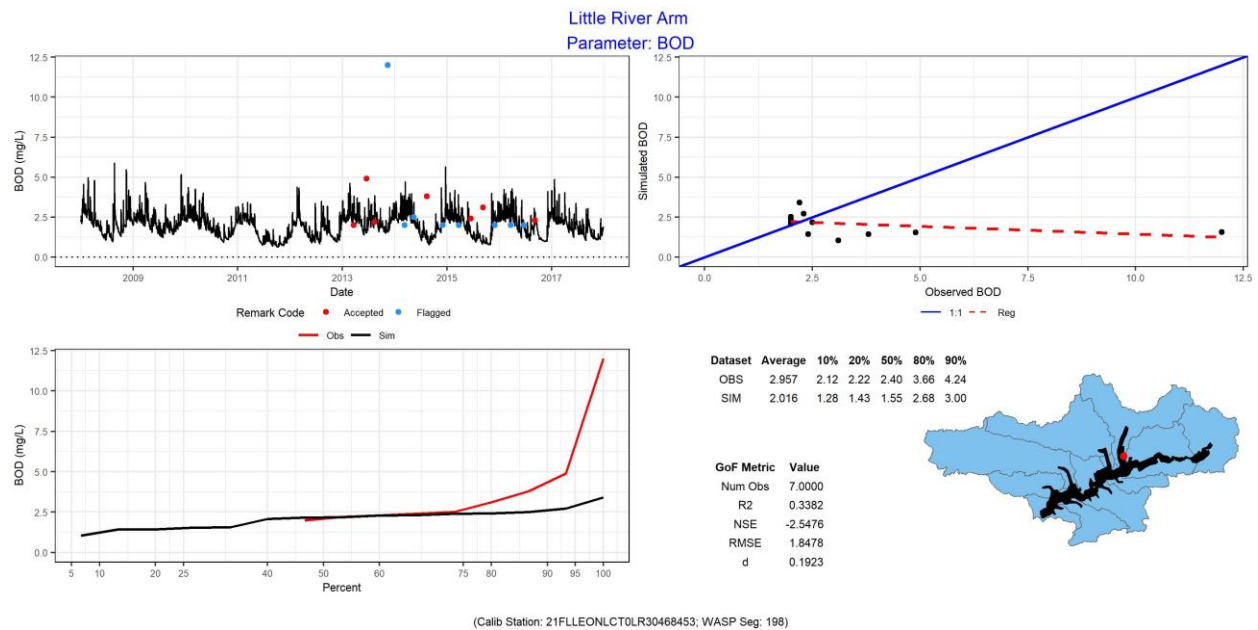 Little River Arm
Parameter: BOD
12.5
10.0
7.5
5.0
2.5
0.0
BOD (mg/L)
2009 2011 2013 2015 2017
Date
Remark Code Accepted Flagged
Obs Sim
12.5
10.0
7.5
5.0
2.5
0.0
Simulated BOD
0.0 2.5 5.0 7.5 10.0 12.5
Observed BOD
1:1 Reg
12.5
10.0
7.5
5.0
2.5
0.0
BOD (mg/L)
5 10 20 25 40 50 60 75 80 90 95 100
Percent
Dataset Average 10% 20% 50% 80% 90%
OBS 2.957 2.12 2.22 2.40 3.66 4.24
SIM 2.016 1.28 1.43 1.55 2.68 3.00
GoF Metric Value
Num Obs 7.0000
R2 0.3382
NSE -2.5476
RMSE 1.8478
d 0.1923
(Calib Station: 21FLLEONLCT0LR30468453; WASP Seg: 198)